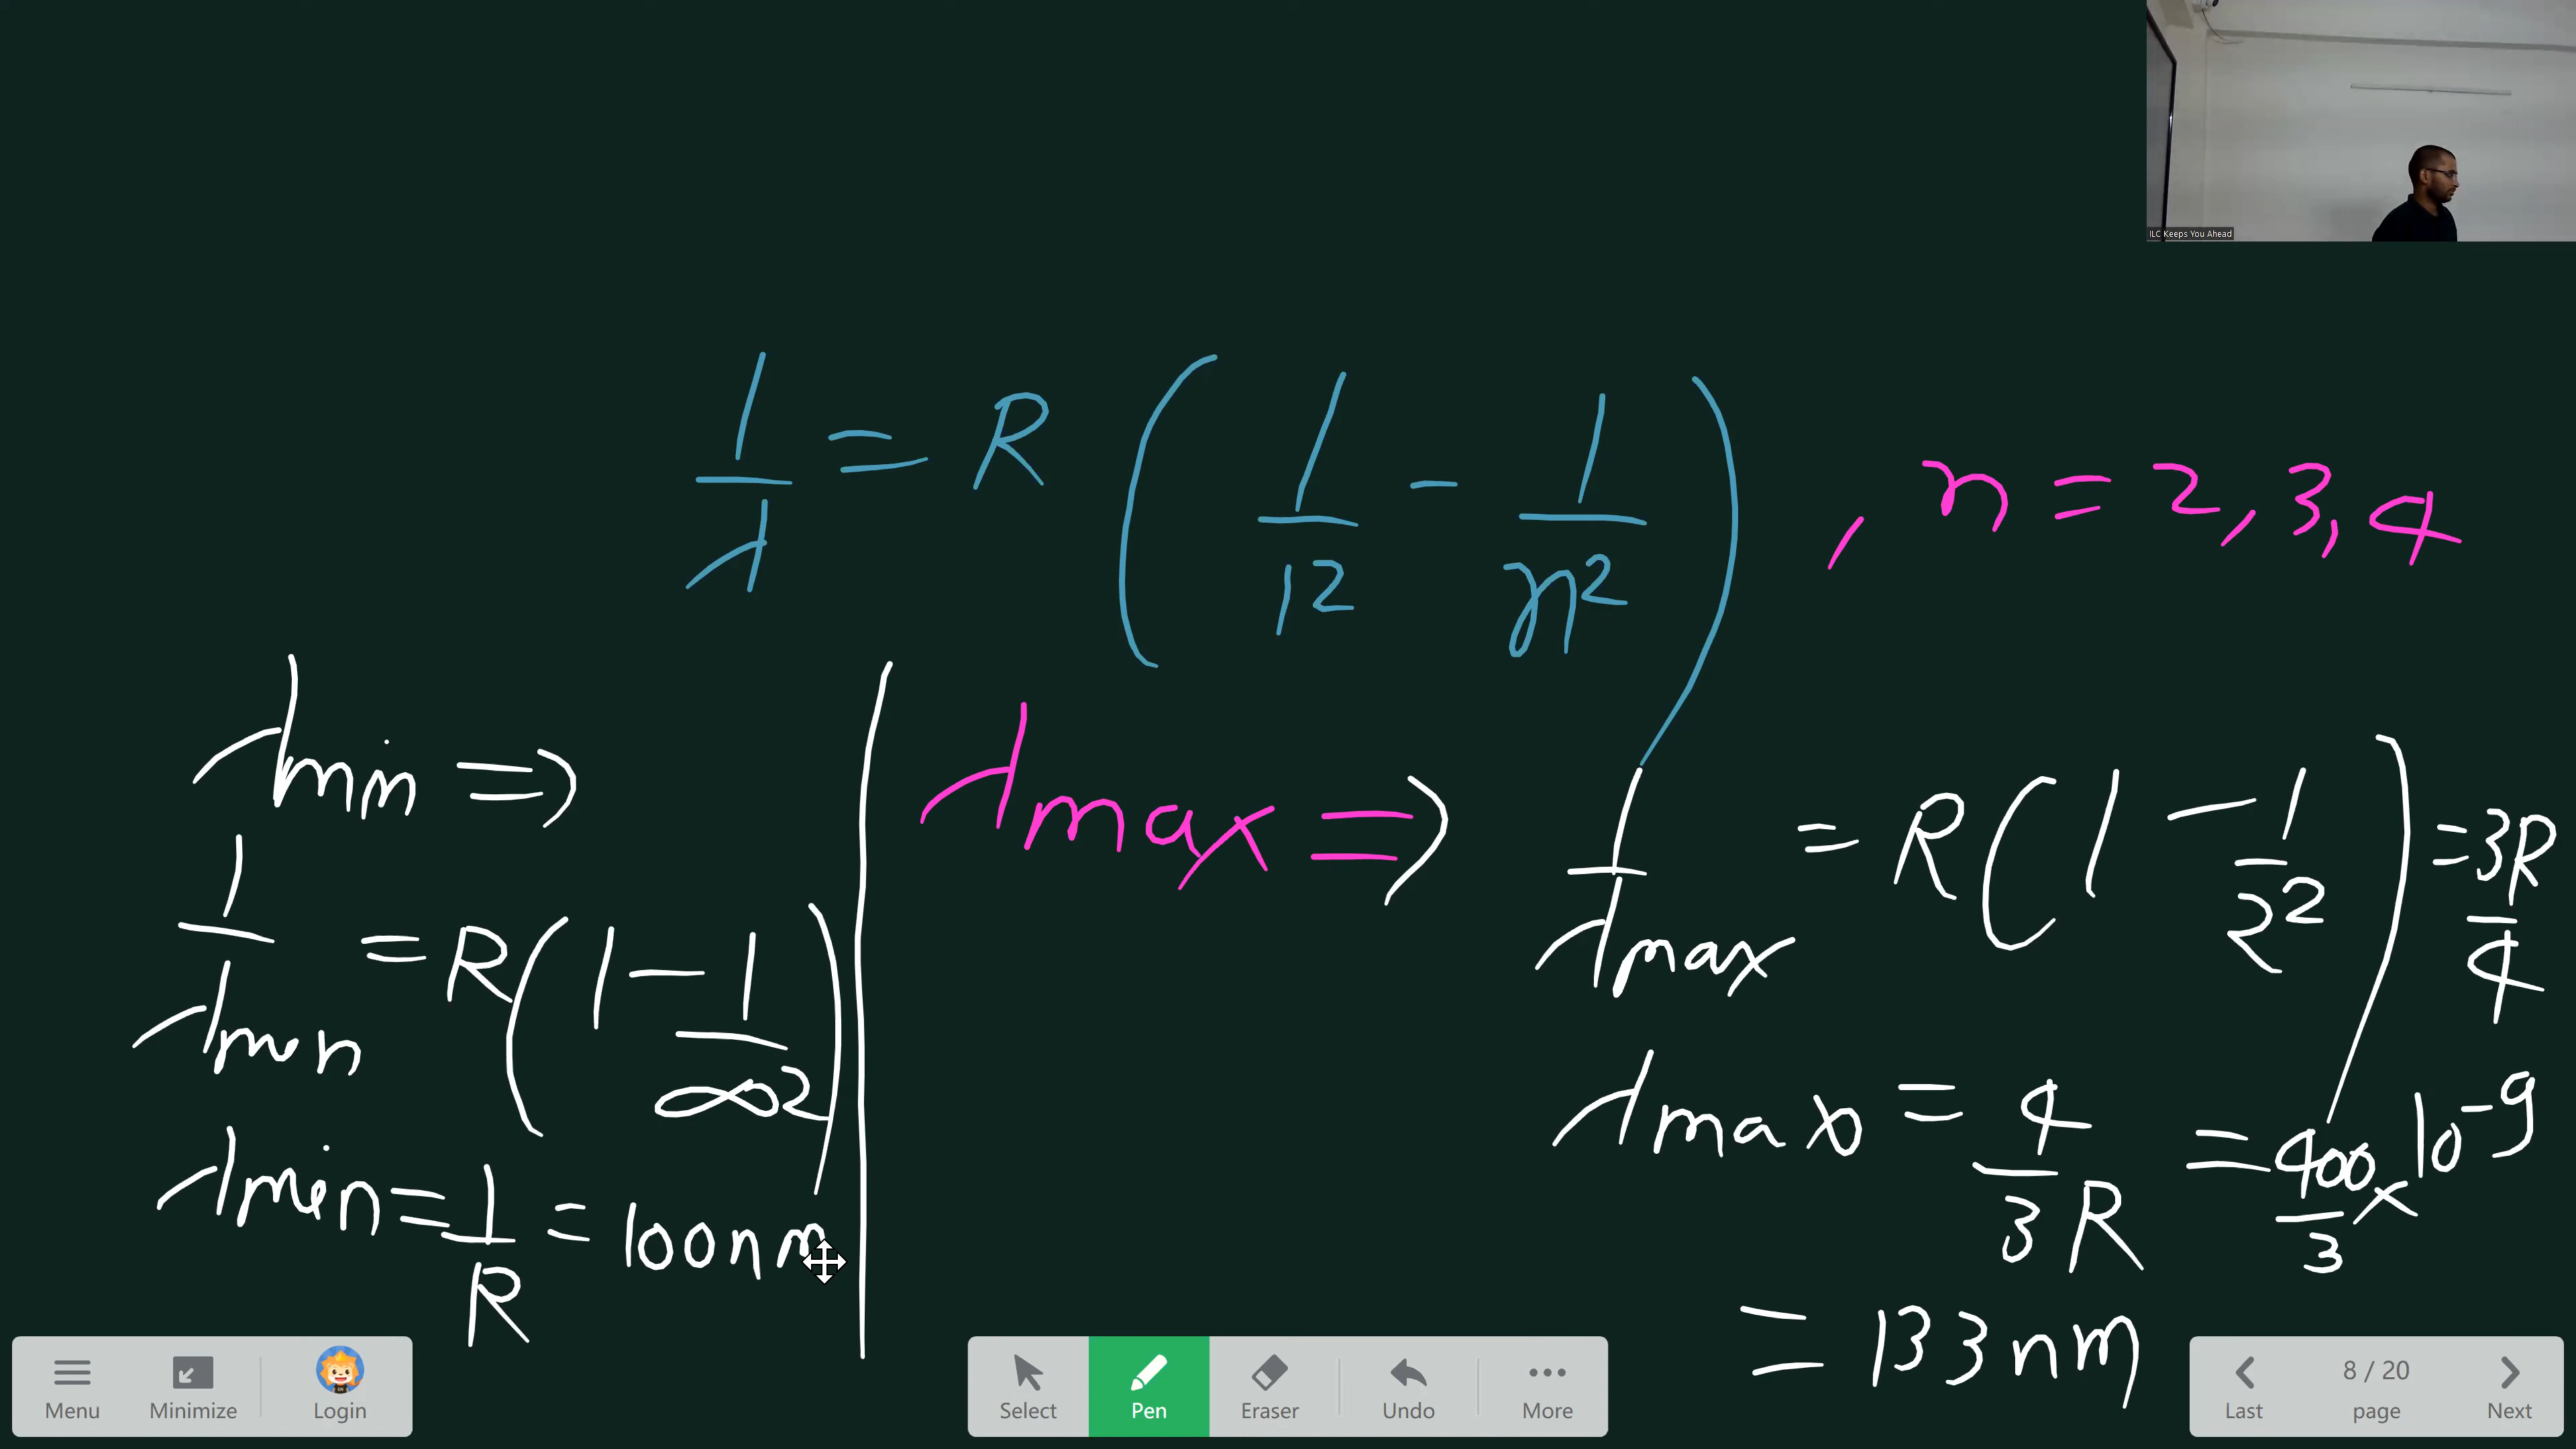 ILC Keeps You Ahead
1/λ = R (1/1² − 1/n²) , n = 2, 3, 4
λmin ⇒
1/λmin = R(1 − 1/∞²)
λmin = 1/R = 100nm
λmax ⇒ 1/λmax = R(1 − 1/2²) = 3R/4
λmax = 4/3R = 400/3 × 10⁻⁹
= 133nm
Menu Minimize Login
Select Pen Eraser Undo More
8 / 20
Last page Next